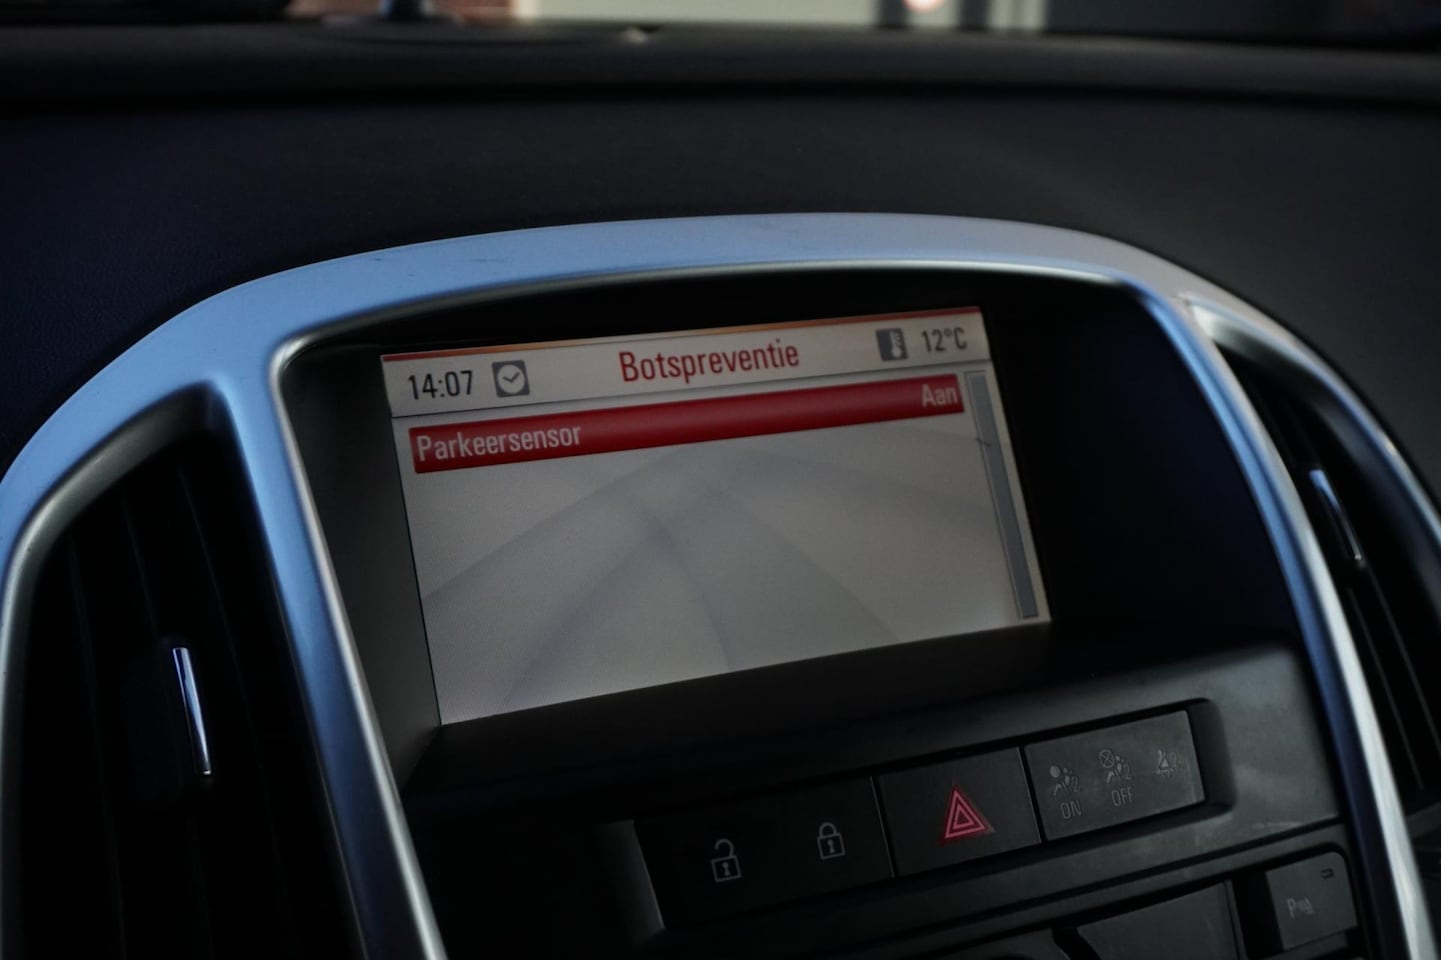 14:07 Botspreventie 12°C
Parkeersensor Aan
ON OFF
P